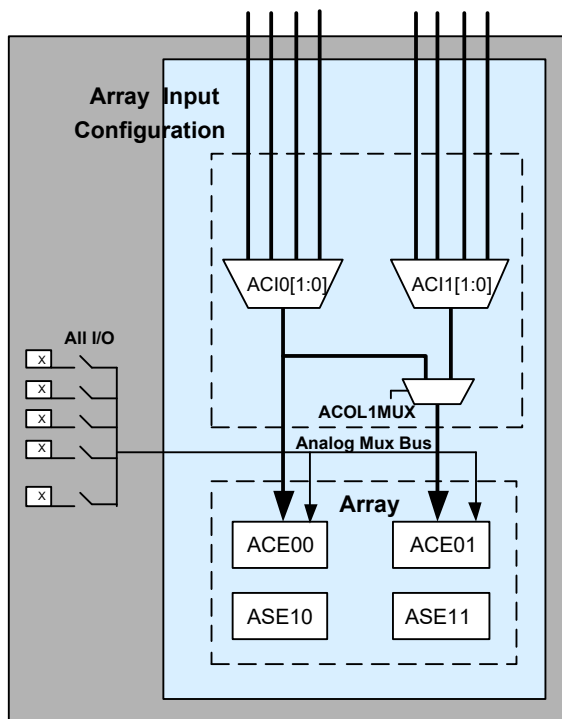 Array Input
Configuration
ACI0[1:0]
ACI1[1:0]
All I/O
x
x
x
x
x
ACOL1MUX
Analog Mux Bus
Array
ACE00
ACE01
ASE10
ASE11